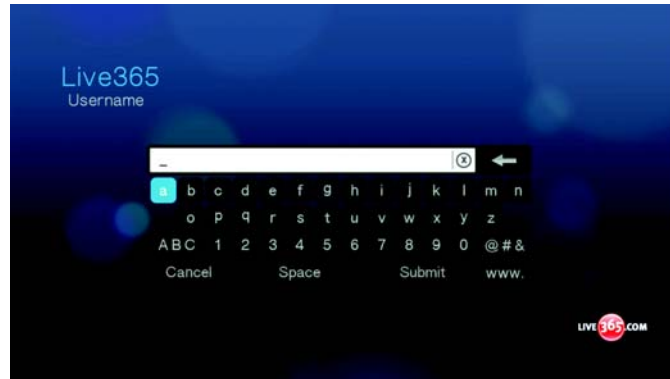 Live365
Username
_
a b c d e f g h i j k l m n
o p q r s t u v w x y z
ABC 1 2 3 4 5 6 7 8 9 0 @#&
Cancel Space Submit www.
LIVE365.COM